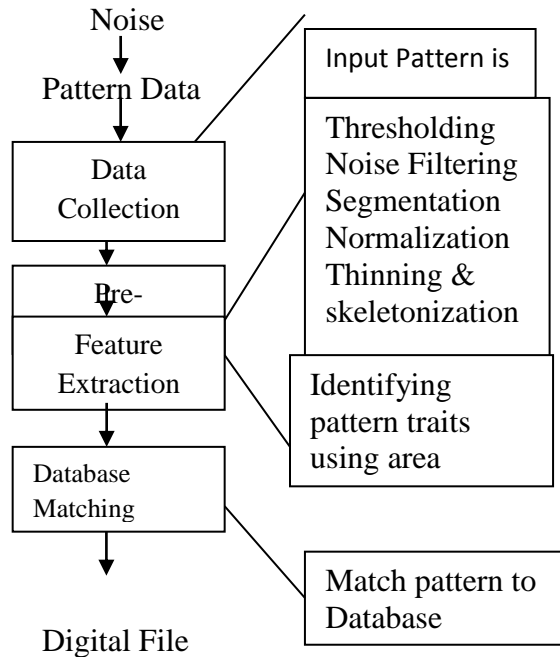 Noise
Pattern Data
Data
Collection
Pre-
Feature
Extraction
Database
Matching
Digital File
Input Pattern is
Thresholding
Noise Filtering
Segmentation
Normalization
Thinning &
skeletonization
Identifying
pattern traits
using area
Match pattern to
Database